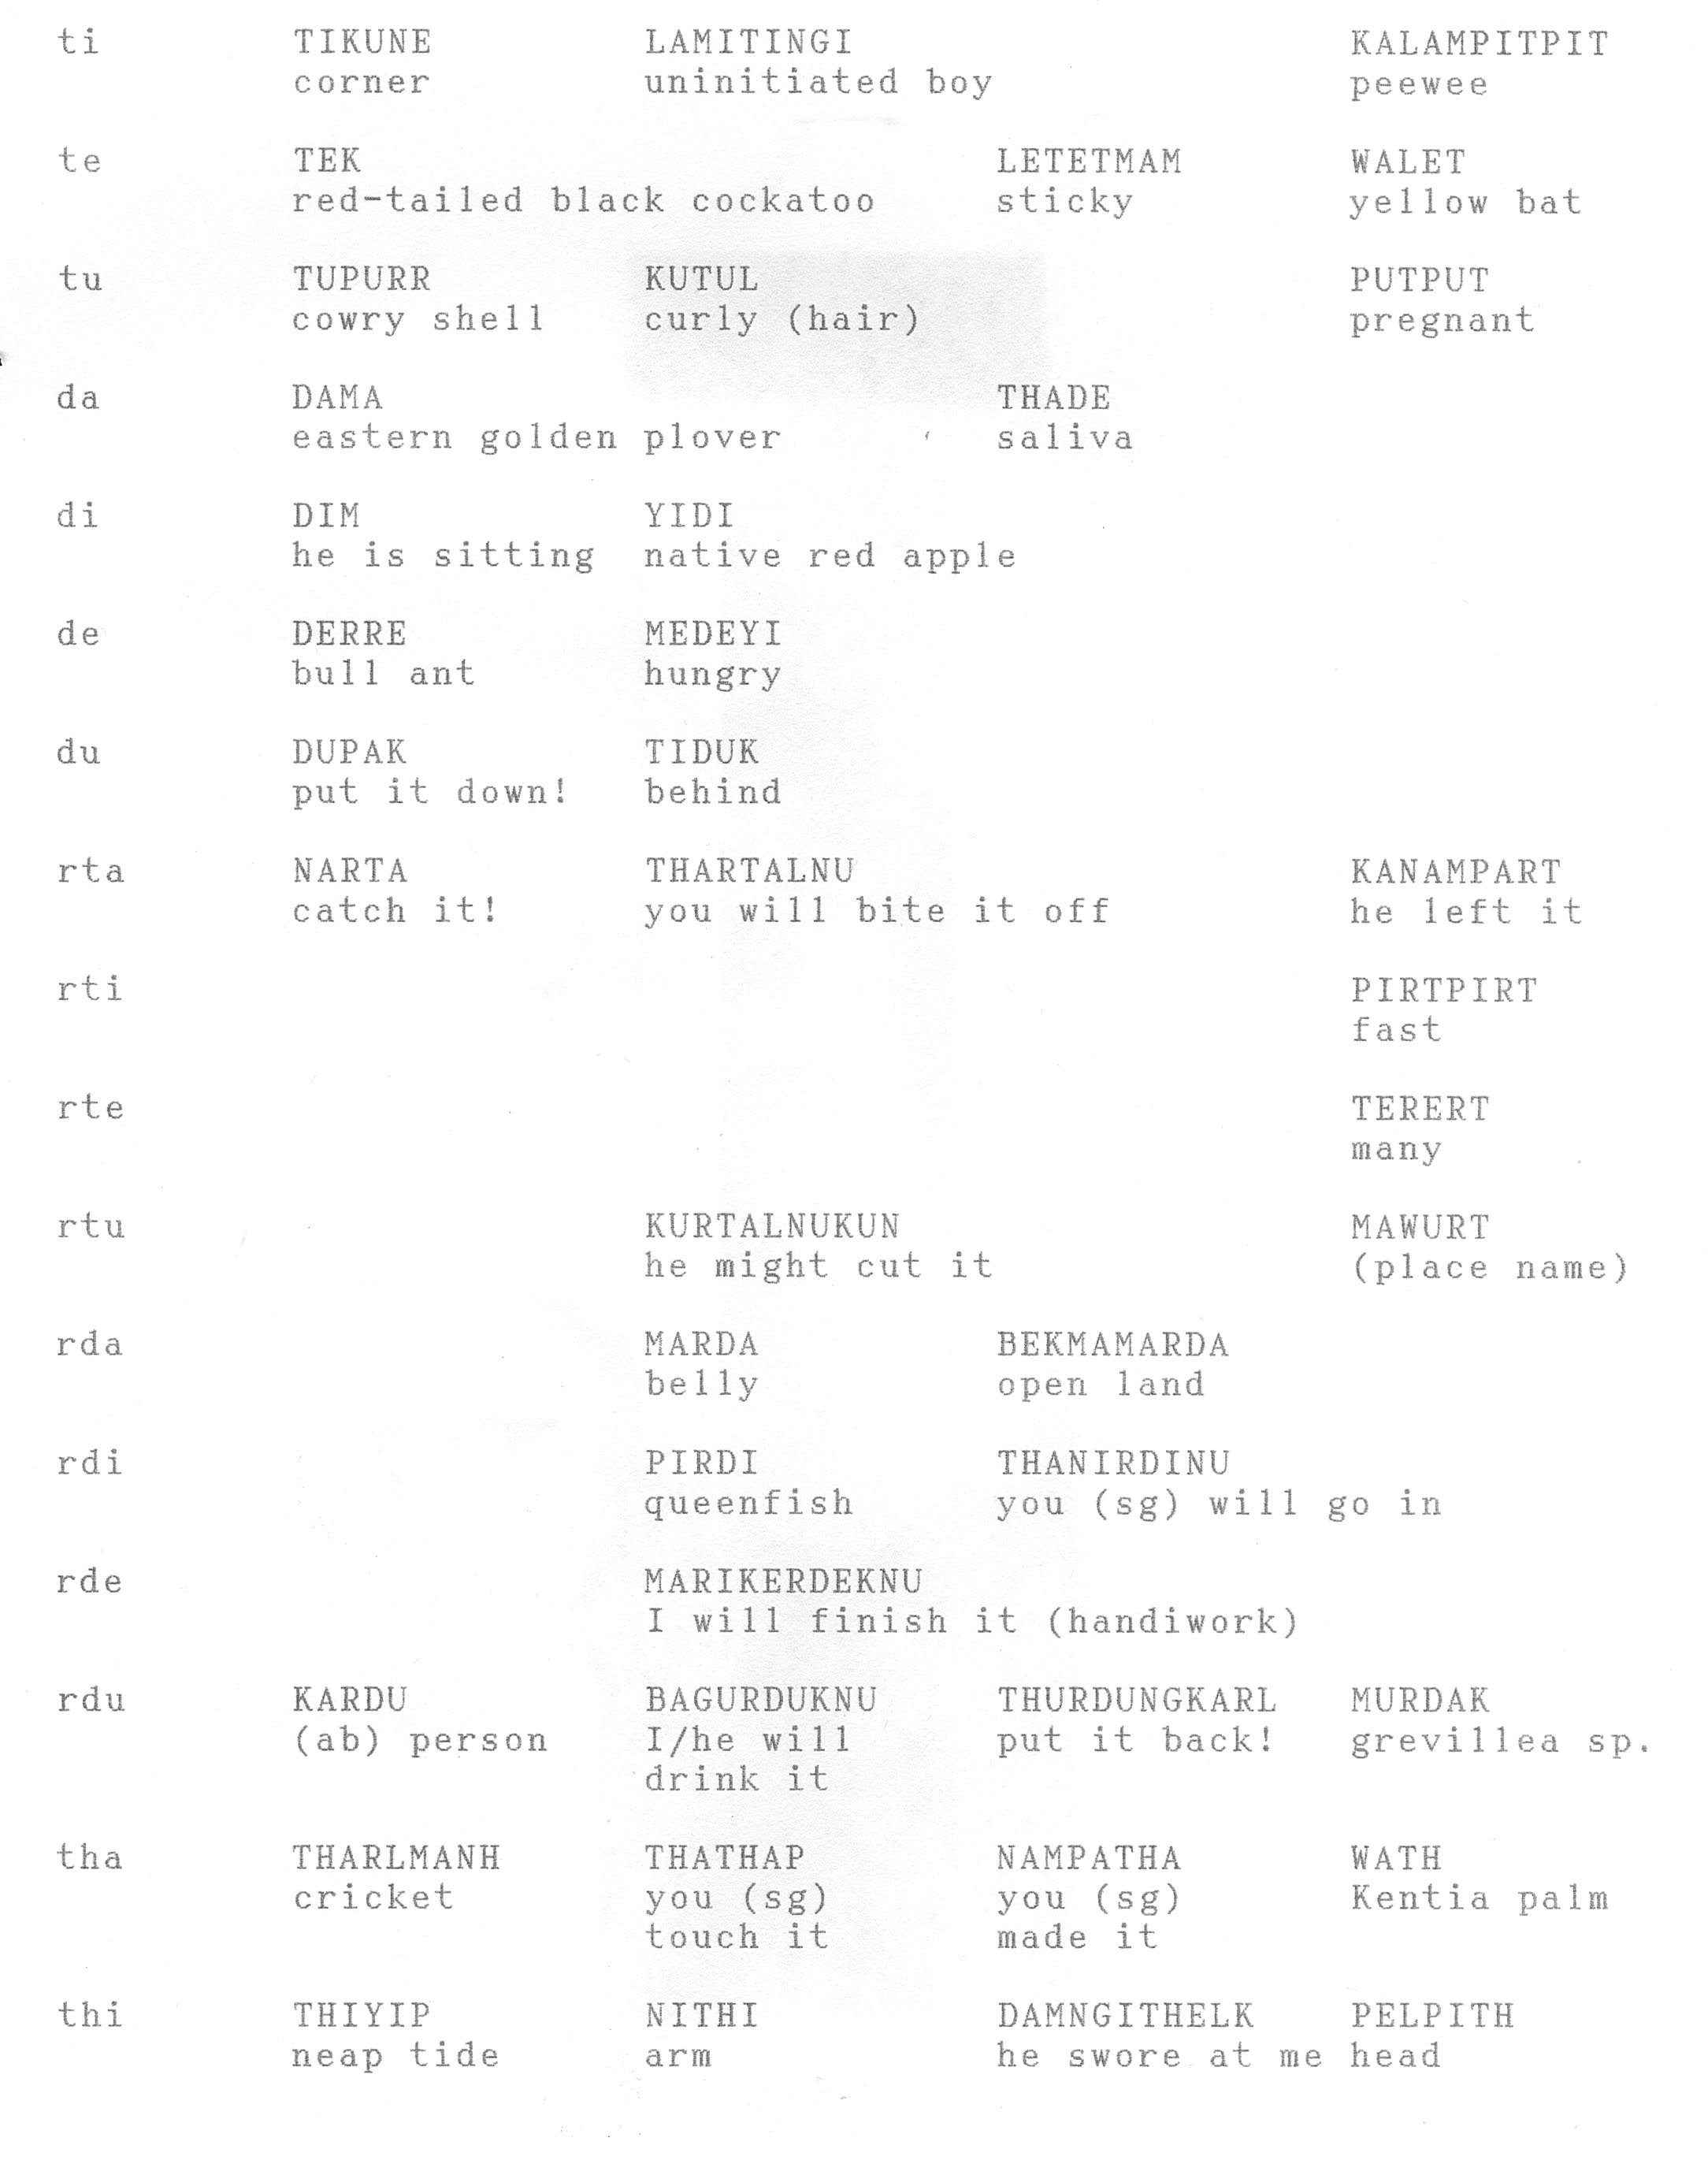 ti TIKUNE LAMITINGI KALAMPITPIT
corner uninitiated boy peewee
te TEK LETETMAM WALET
red-tailed black cockatoo sticky yellow bat
tu TUPURR KUTUL PUTPUT
cowry shell curly (hair) pregnant
da DAMA THADE
eastern golden plover saliva
di DIM YIDI
he is sitting native red apple
de DERRE MEDEYI
bull ant hungry
du DUPAK TIDUK
put it down! behind
rta NARTA THARTALNU KANAMPART
catch it! you will bite it off he left it
rti PIRTPIRT
fast
rte TERERT
many
rtu KURTALNUKUN MAWURT
he might cut it (place name)
rda MARDA BEKMAMARDA
belly open land
rdi PIRDI THANIRDINU
queenfish you (sg) will go in
rde MARIKERDEKNU
I will finish it (handiwork)
rdu KARDU BAGURDUKNU THURDUNGKARL MURDAK
(ab) person I/he will put it back! grevillea sp.
drink it
tha THARLMANH THATHAP NAMPATHA WATH
cricket you (sg) you (sg) Kentia palm
touch it made it
thi THIYIP NITHI DAMNGITHELK PELPITH
neap tide arm he swore at me head